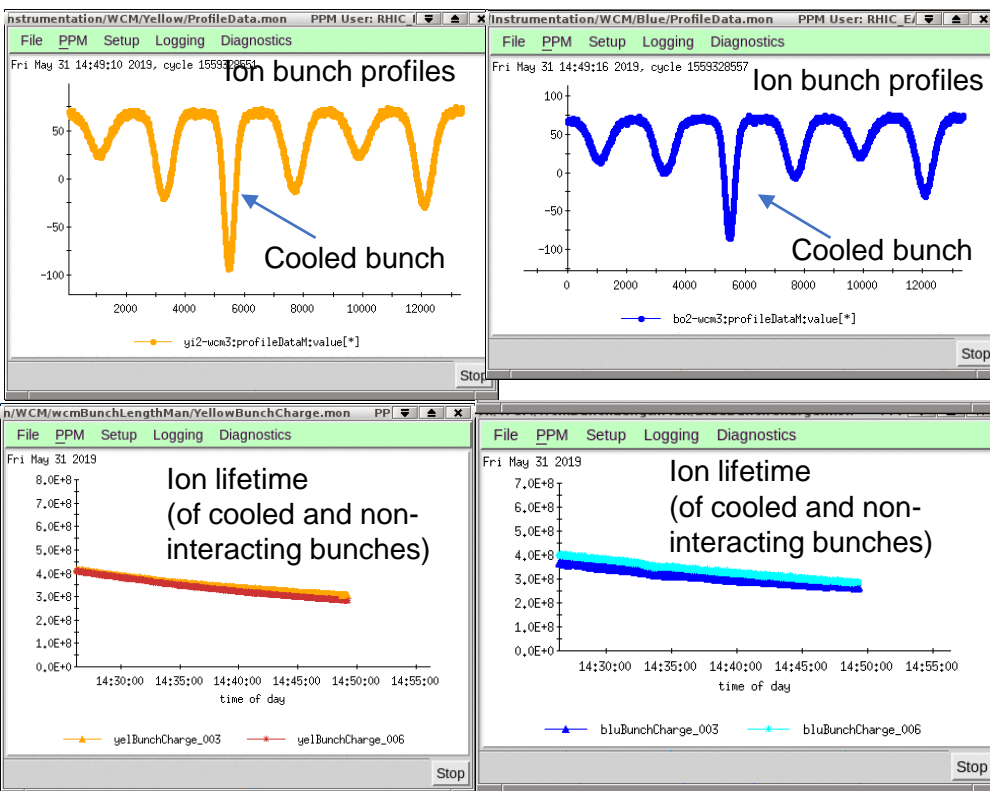 nstrumentation/WCM/Yellow/ProfileData.mon PPM User: RHIC_
File PPM Setup Logging Diagnostics
Fri May 31 14:49:10 2019, cycle 1559328551
Ion bunch profiles
50
0
-50
-100
2000 4000 6000 8000 10000 12000
Cooled bunch
yi2-wcm3:profileDataM:value[*]
Stop
/Instrumentation/WCM/Blue/ProfileData.mon PPM User: RHIC_E
File PPM Setup Logging Diagnostics
Fri May 31 14:49:16 2019, cycle 1559328557
Ion bunch profiles
100
50
0
-50
-100
0 2000 4000 6000 8000 10000 12000
Cooled bunch
bo2-wcm3:profileDataM:value[*]
Stop
n/WCM/wcmBunchLengthMan/YellowBunchCharge.mon PP
File PPM Setup Logging Diagnostics
Fri May 31 2019
Ion lifetime
(of cooled and non-
interacting bunches)
8.0E+8
7.0E+8
6.0E+8
5.0E+8
4.0E+8
3.0E+8
2.0E+8
1.0E+8
0.0E+0
14:30:00 14:35:00 14:40:00 14:45:00 14:50:00 14:55:00
time of day
yelBunchCharge_003 yelBunchCharge_006
Stop
File PPM Setup Logging Diagnostics
Fri May 31 2019
Ion lifetime
(of cooled and non-
interacting bunches)
7.0E+8
6.0E+8
5.0E+8
4.0E+8
3.0E+8
2.0E+8
1.0E+8
0.0E+0
14:30:00 14:35:00 14:40:00 14:45:00 14:50:00 14:55:00
time of day
bluBunchCharge_003 bluBunchCharge_006
Stop